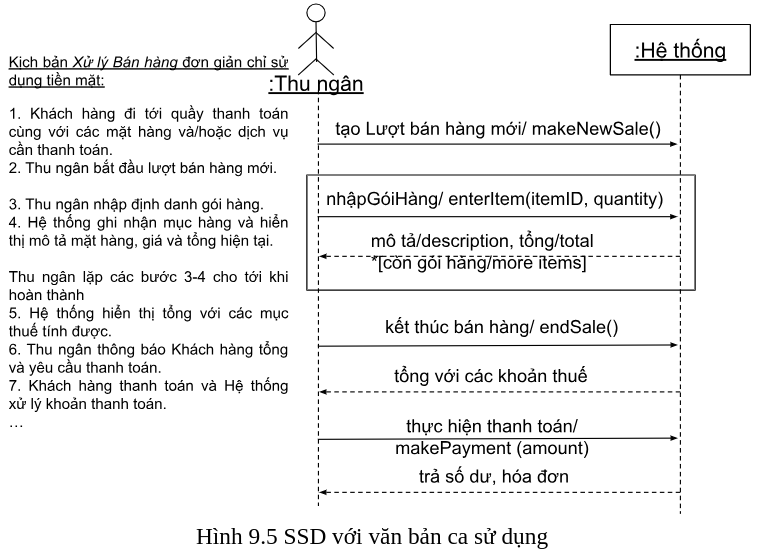 Kich bản Xử lý Bán hàng đơn giản chỉ sử
dụng tiền mặt:
1. Khách hàng đi tới quầy thanh toán
cùng với các mặt hàng và/hoặc dịch vụ
cần thanh toán.
2. Thu ngân bắt đầu lượt bán hàng mới.
3. Thu ngân nhập định danh gói hàng.
4. Hệ thống ghi nhận mục hàng và hiển
thị mô tả mặt hàng, giá và tổng hiện tại.
Thu ngân lặp các bước 3-4 cho tới khi
hoàn thành
5. Hệ thống hiển thị tổng với các mục
thuế tính được.
6. Thu ngân thông báo Khách hàng tổng
và yêu cầu thanh toán.
7. Khách hàng thanh toán và Hệ thống
xử lý khoản thanh toán.
…
:Thu ngân
:Hệ thống
tạo Lượt bán hàng mới/ makeNewSale()
nhậpGóiHàng/ enterItem(itemID, quantity)
mô tả/description, tổng/total
*[còn gói hàng/more items]
kết thúc bán hàng/ endSale()
tổng với các khoản thuế
thực hiện thanh toán/
makePayment (amount)
trả số dư, hóa đơn
Hình 9.5 SSD với văn bản ca sử dụng